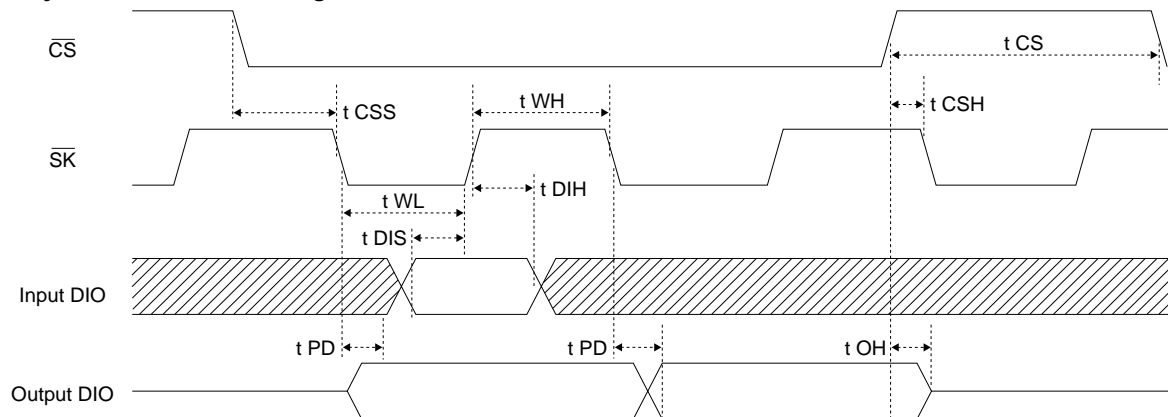 CS
t CS
t WH
t CSS
t CSH
SK
t DIH
t WL
t DIS
Input DIO
t PD
t PD
t OH
Output DIO